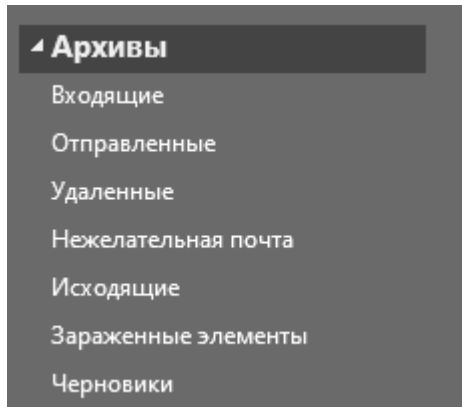 Архивы
Входящие
Отправленные
Удаленные
Нежелательная почта
Исходящие
Зараженные элементы
Черновики